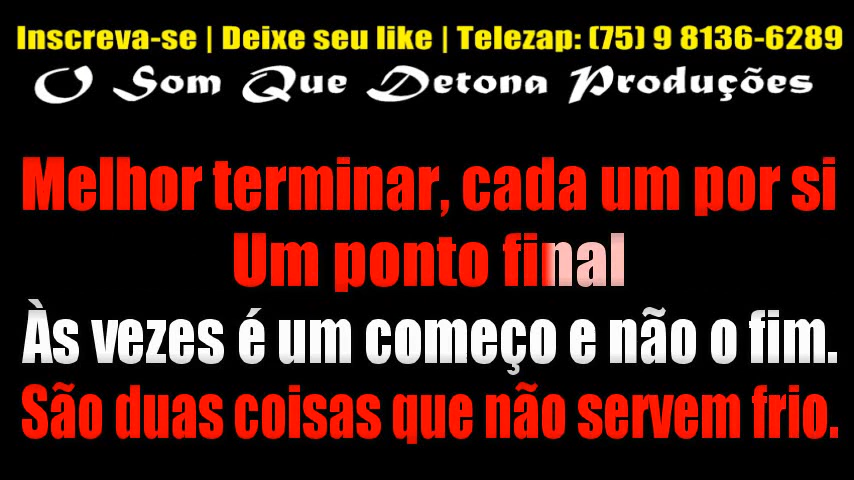 Inscreva-se | Deixe seu like | Telezap: (75) 9 8136-6289
O Som Que Detona Produções
Melhor terminar, cada um por si
Um ponto final
Às vezes é um começo e não o fim.
São duas coisas que não servem frio.